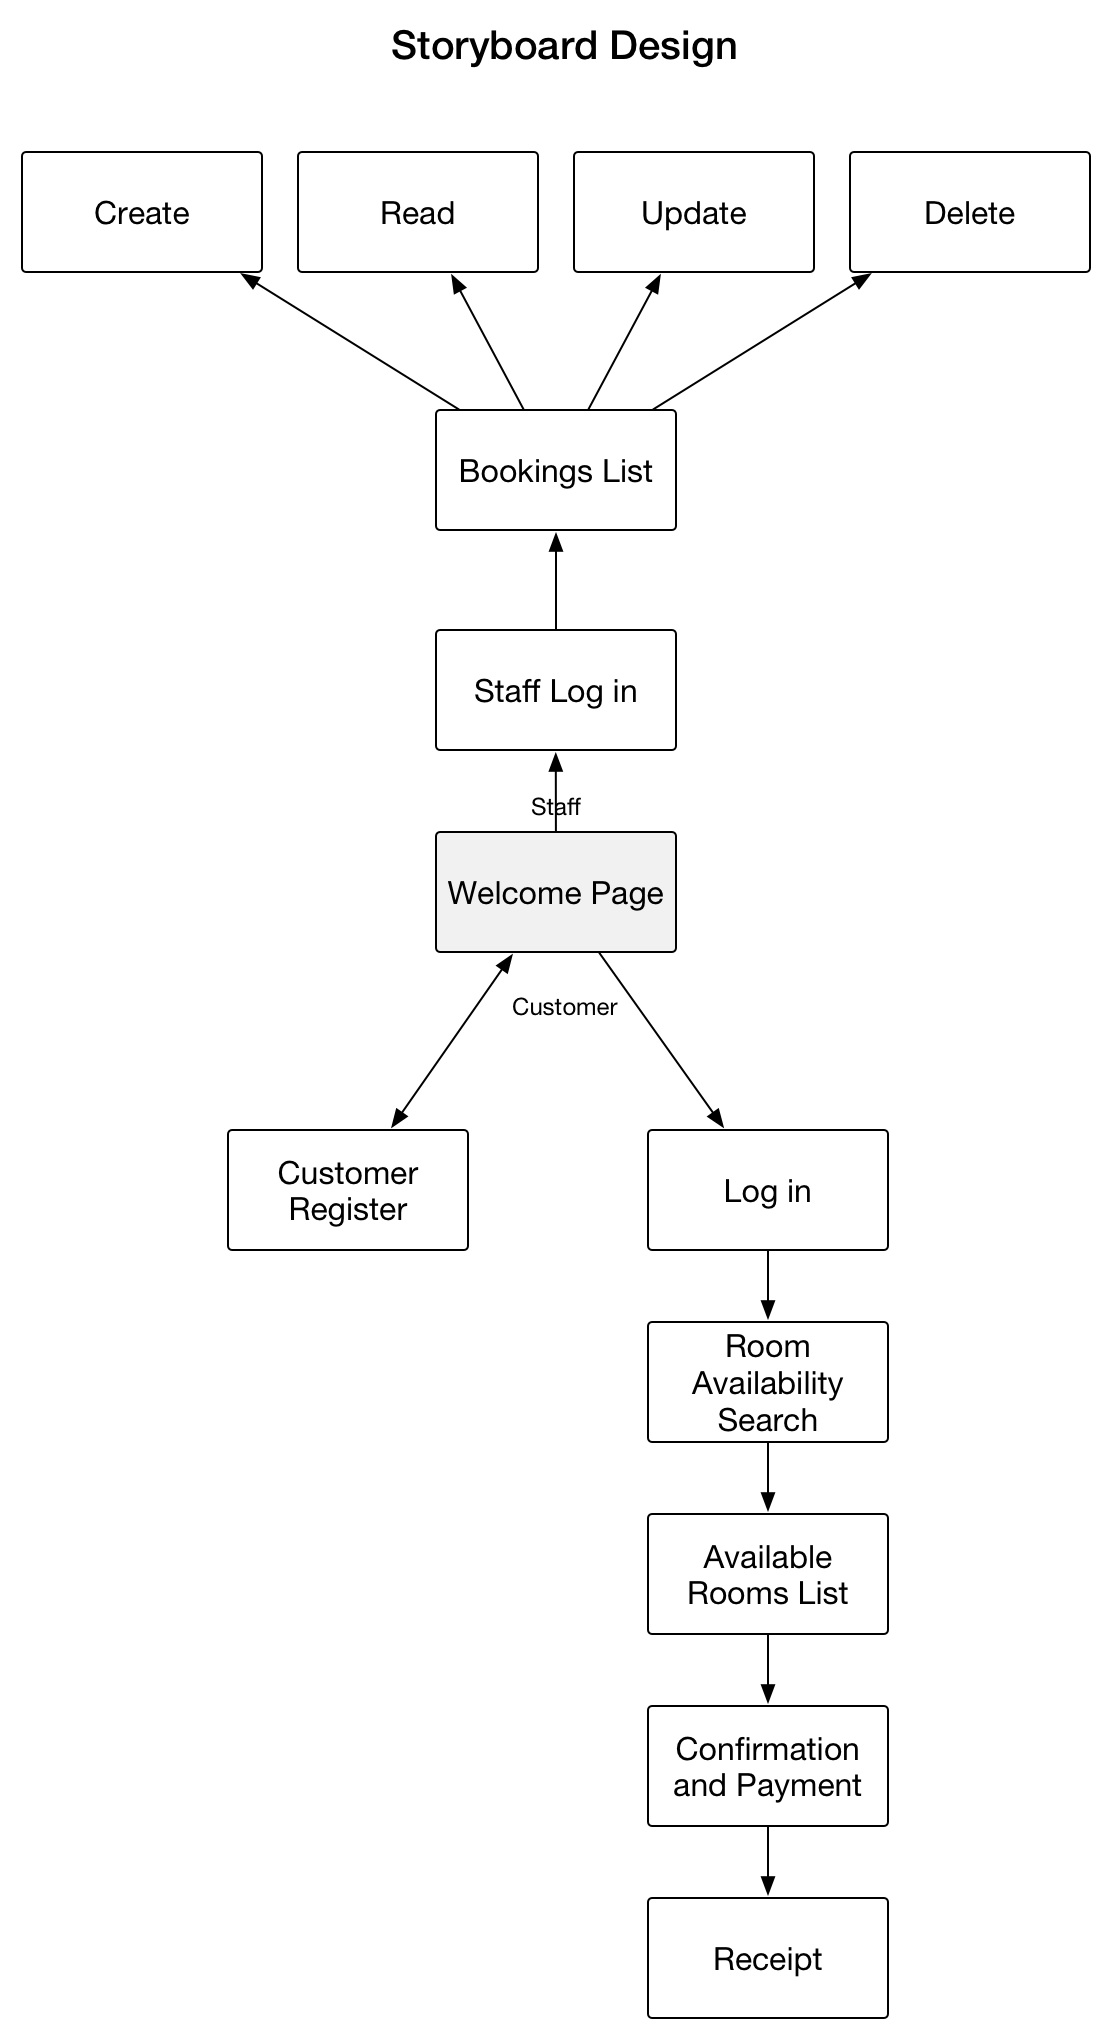 Storyboard Design
Create
Read
Update
Delete
Bookings List
Staff Log in
Staff
Welcome Page
Customer
Customer
Register
Log in
Room
Availability
Search
Available
Rooms List
Confirmation
and Payment
Receipt